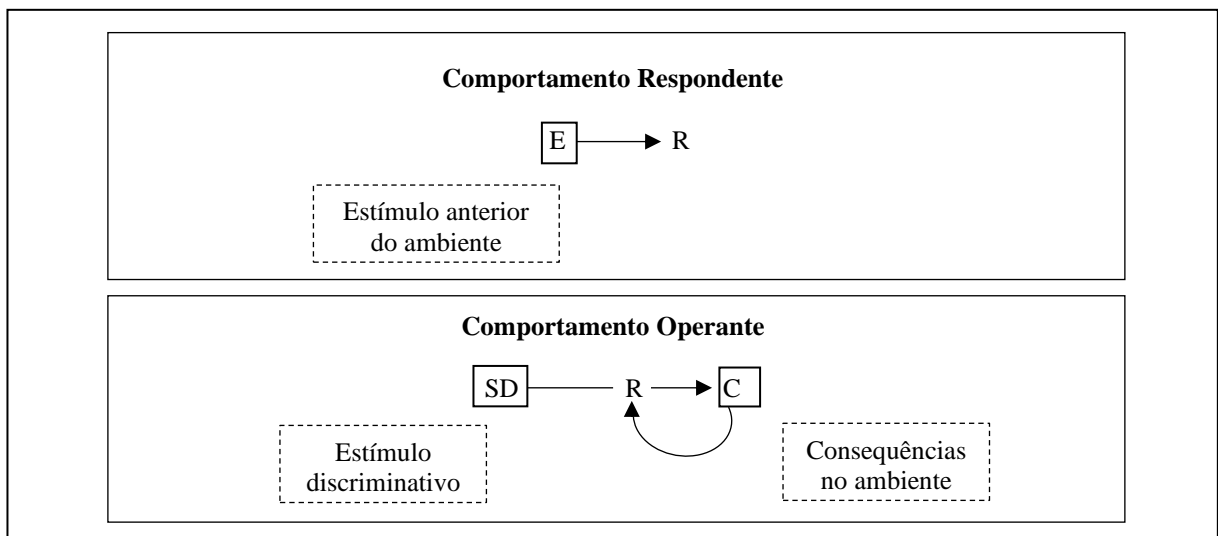 Comportamento Respondente
E R
Estímulo anterior
do ambiente
Comportamento Operante
SD R C
Estímulo
discriminativo
Consequências
no ambiente